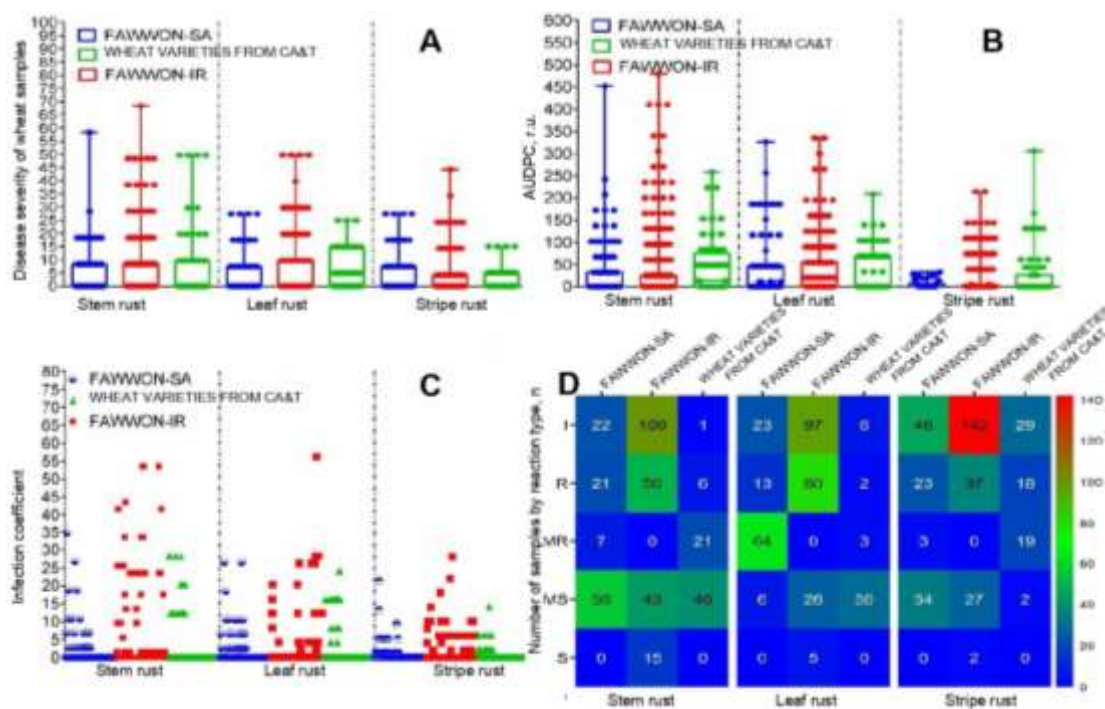 A
FAWWON-SA
WHEAT VARIETIES FROM CA&T
FAWWON-IR
Disease severity of wheat samples
100
95
90
85
80
75
70
65
60
55
50
45
40
35
30
25
20
15
10
5
0
Stem rust Leaf rust Stripe rust
B
FAWWON-SA
WHEAT VARIETIES FROM CA&T
FAWWON-IR
AUDPC, r.u.
600
550
500
450
400
350
300
250
200
150
100
50
0
Stem rust Leaf rust Stripe rust
C
FAWWON-SA
WHEAT VARIETIES FROM CA&T
FAWWON-IR
Infection coefficient
80
75
70
65
60
55
50
45
40
35
30
25
20
15
10
5
0
Stem rust Leaf rust Stripe rust
D
FAWWON-SA
FAWWON-IR
WHEAT VARIETIES
FROM CA&T
FAWWON-SA
FAWWON-IR
WHEAT VARIETIES
FROM CA&T
FAWWON-SA
FAWWON-IR
WHEAT VARIETIES
FROM CA&T
Number of samples by reaction type, n
I 22 1 23 97 6 142 29
R 21 6 13 2 23 18
MR 7 0 21 64 0 3 3 0 19
MS 43 6 26 34 27 2
S 0 15 0 0 5 0 0 2 0
Stem rust Leaf rust Stripe rust
140
120
100
80
60
40
20
0